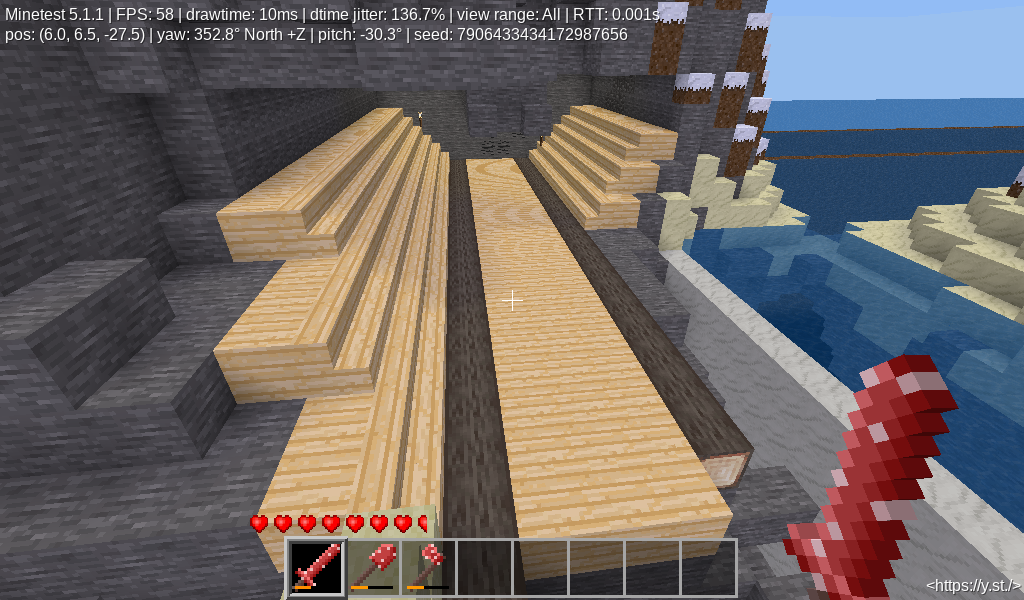 Minetest 5.1.1 | FPS: 58 | drawtime: 10ms | dtime jitter: 136.7% | view range: All | RTT: 0.001s
pos: (6.0, 6.5, -27.5) | yaw: 352.8° North +Z | pitch: -30.3° | seed: 7906433434172987656
<https://y.st./>